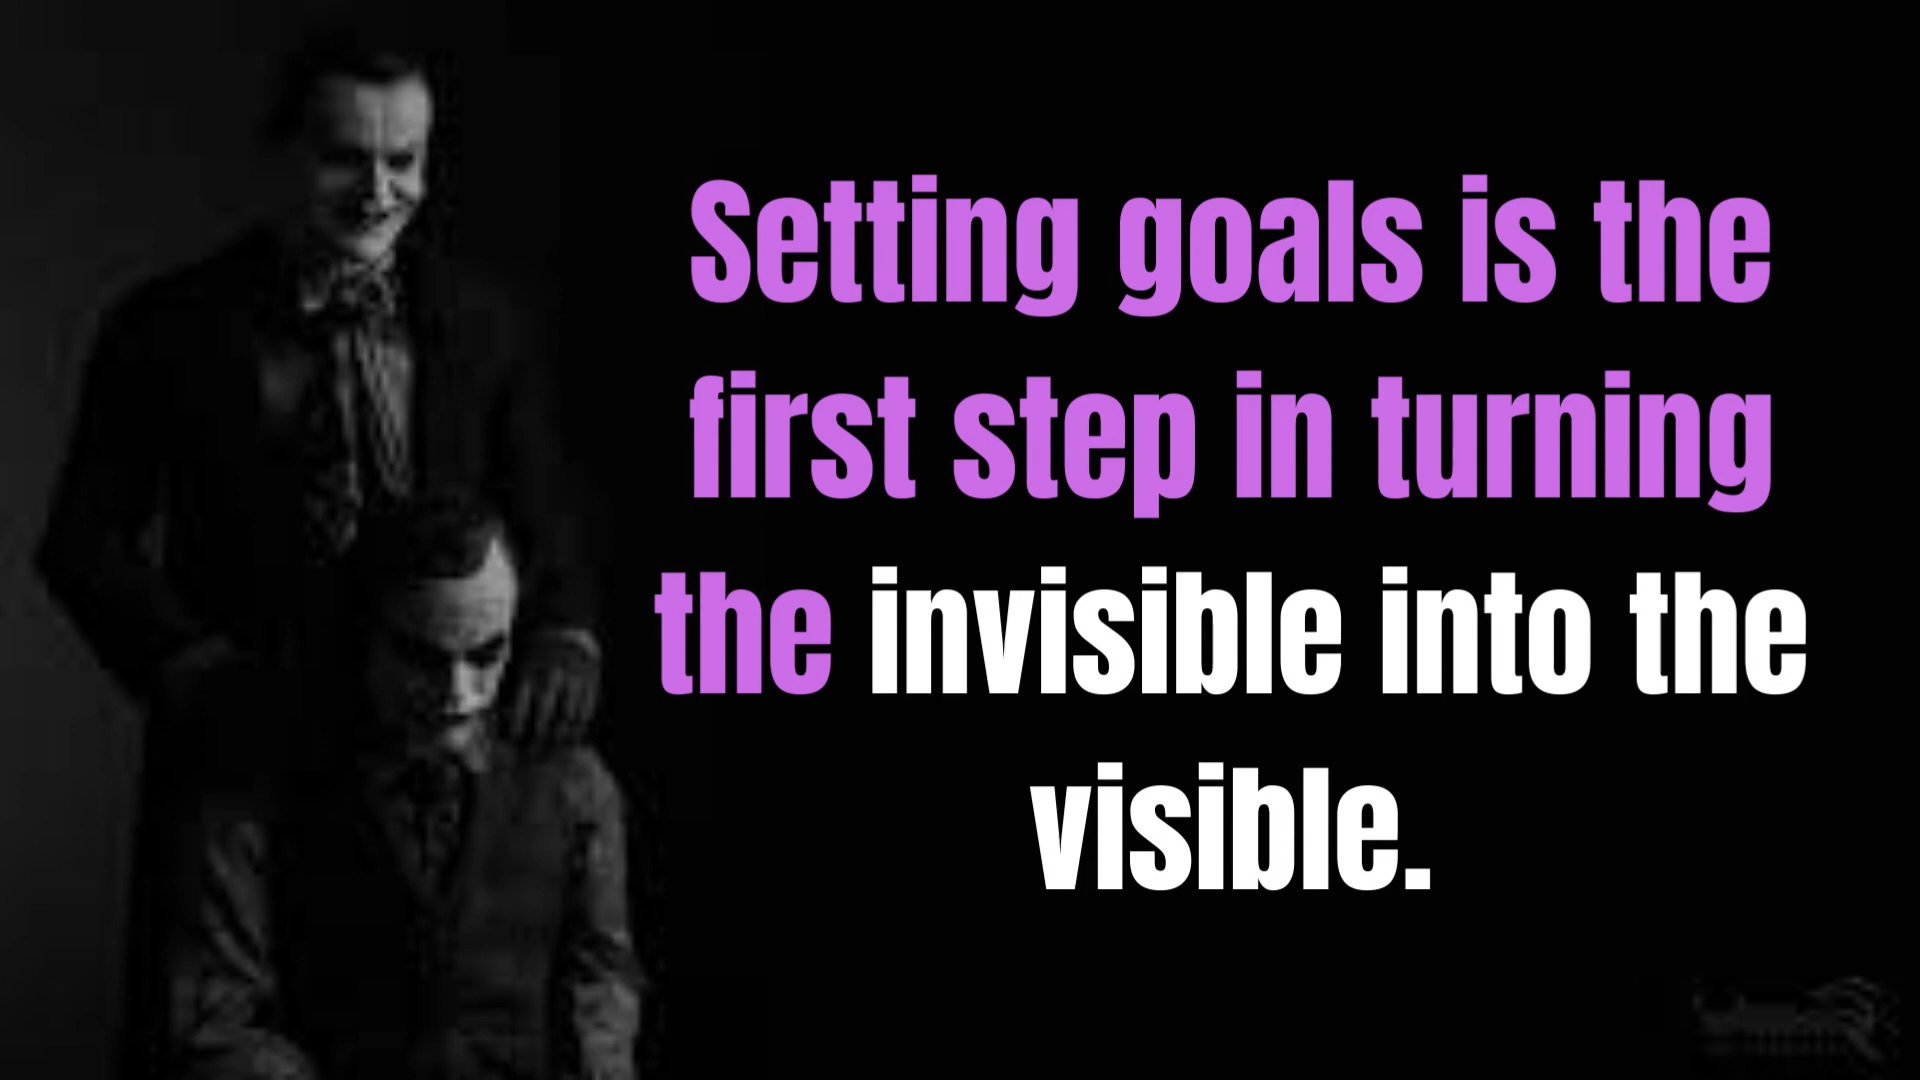 Setting goals is the
first step in turning
the invisible into the
visible.